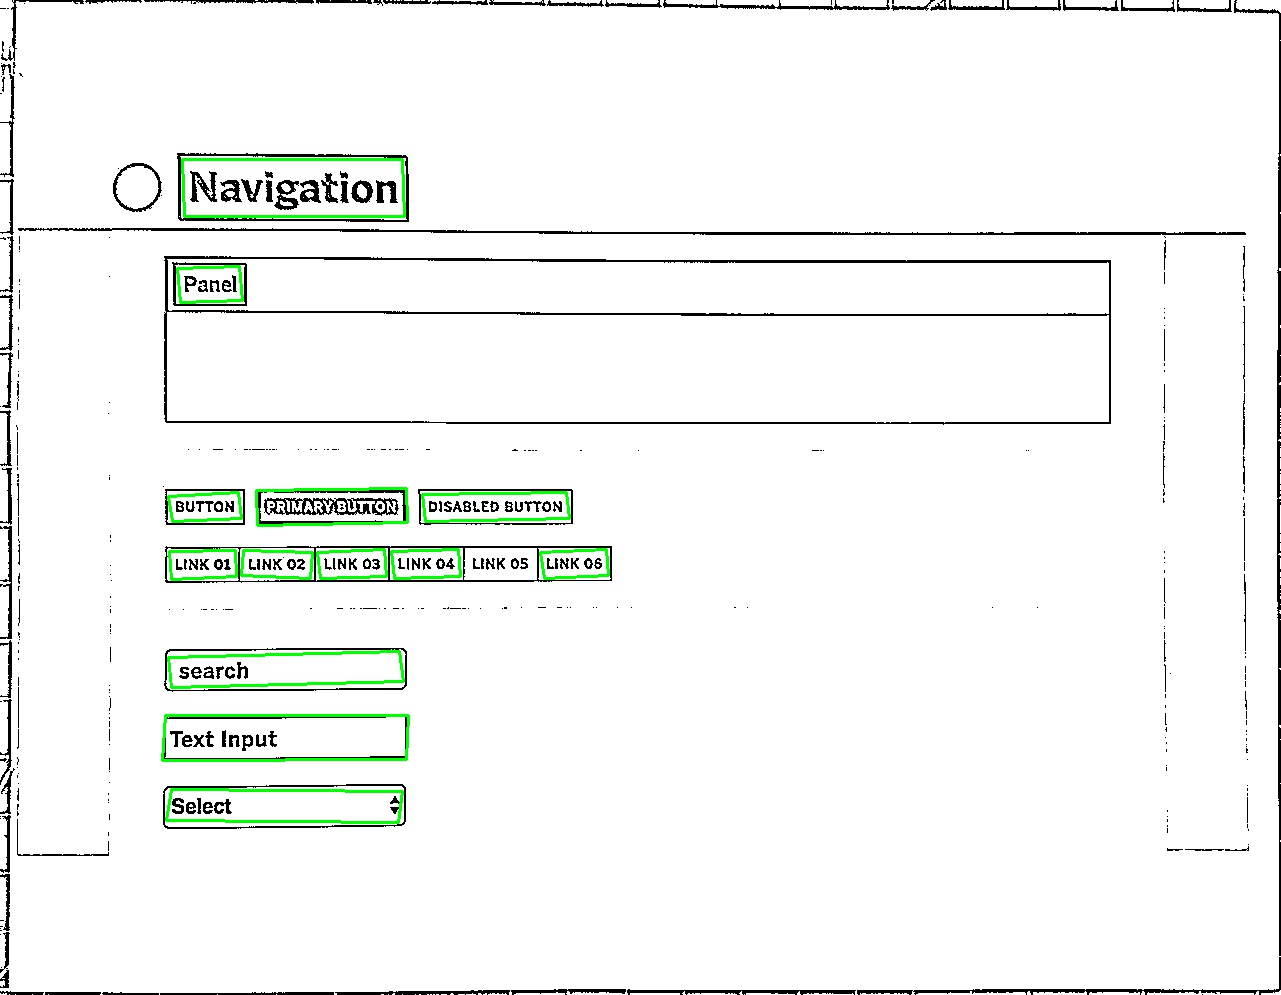 Navigation
Panel
BUTTON PRIMARY BUTTON DISABLED BUTTON
LINK 01 LINK 02 LINK 03 LINK 04 LINK 05 LINK 06
search
Text Input
Select